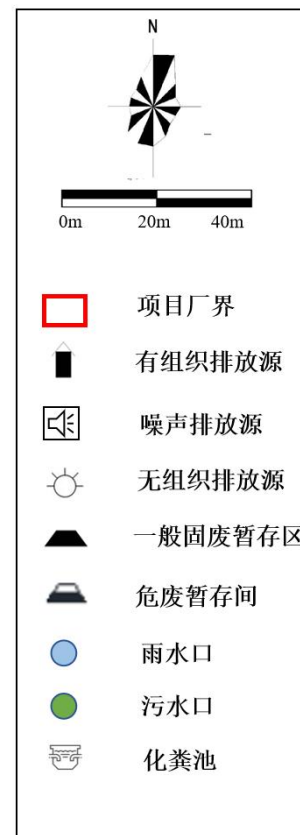 N
0m 20m 40m
项目厂界
有组织排放源
噪声排放源
无组织排放源
一般固废暂存区
危废暂存间
雨水口
污水口
化粪池